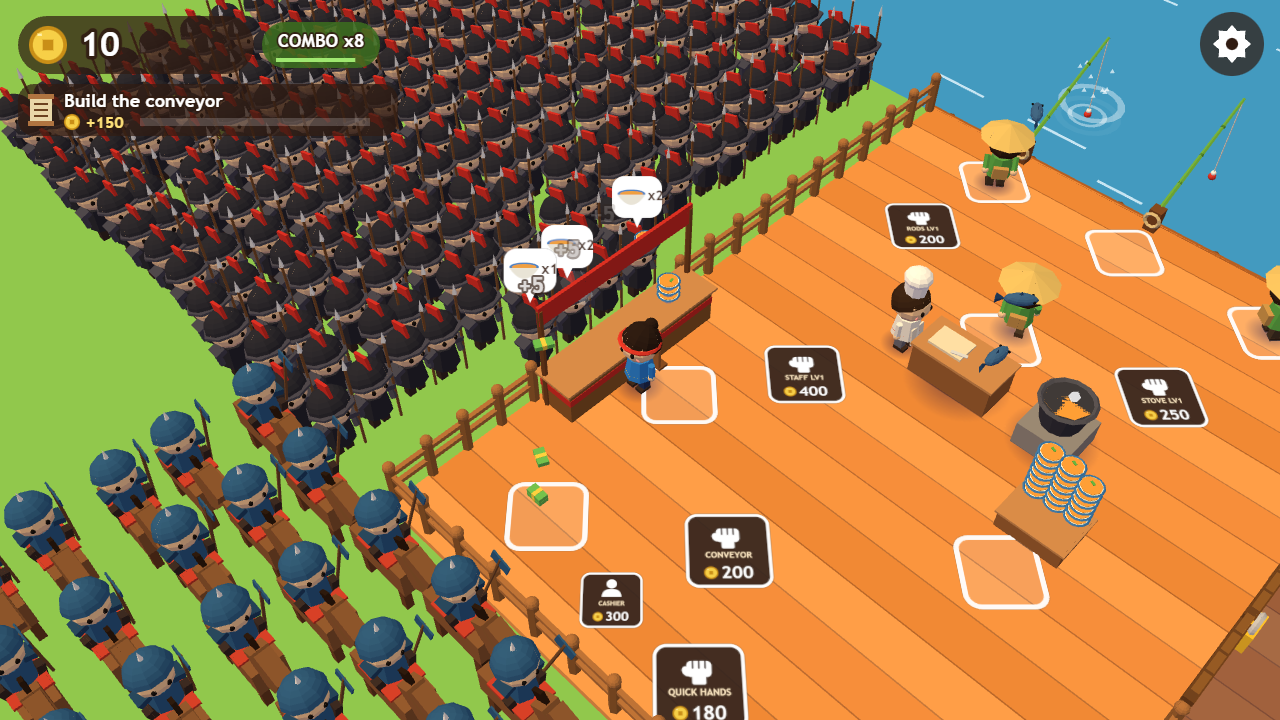 10
COMBO x8
Build the conveyor
+150
x2
+5
x2
x1
+5
RODS LV1
200
STAFF LV1
400
STOVE LV1
250
CONVEYOR
200
CASHIER
300
QUICK HANDS
180